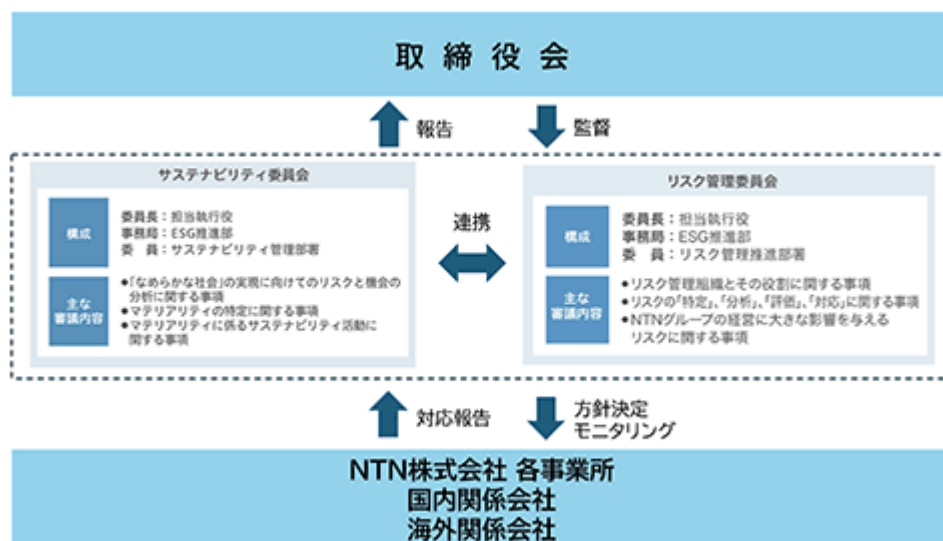 取締役会
報告
監督
サステナビリティ委員会
構成
委員長：担当執行役
事務局：ESG推進部
委　員：サステナビリティ管理部署
主な
審議内容
●「なめらかな社会」の実現に向けてのリスクと機会の
分析に関する事項
●マテリアリティの特定に関する事項
●マテリアリティに係るサステナビリティ活動に
関する事項
連携
リスク管理委員会
構成
委員長：担当執行役
事務局：ESG推進部
委　員：リスク管理推進部署
主な
審議内容
●リスク管理組織とその役割に関する事項
●リスクの「特定」、「分析」、「評価」、「対応」に関する事項
●NTNグループの経営に大きな影響を与える
リスクに関する事項
対応報告
方針決定
モニタリング
NTN株式会社 各事業所
国内関係会社
海外関係会社